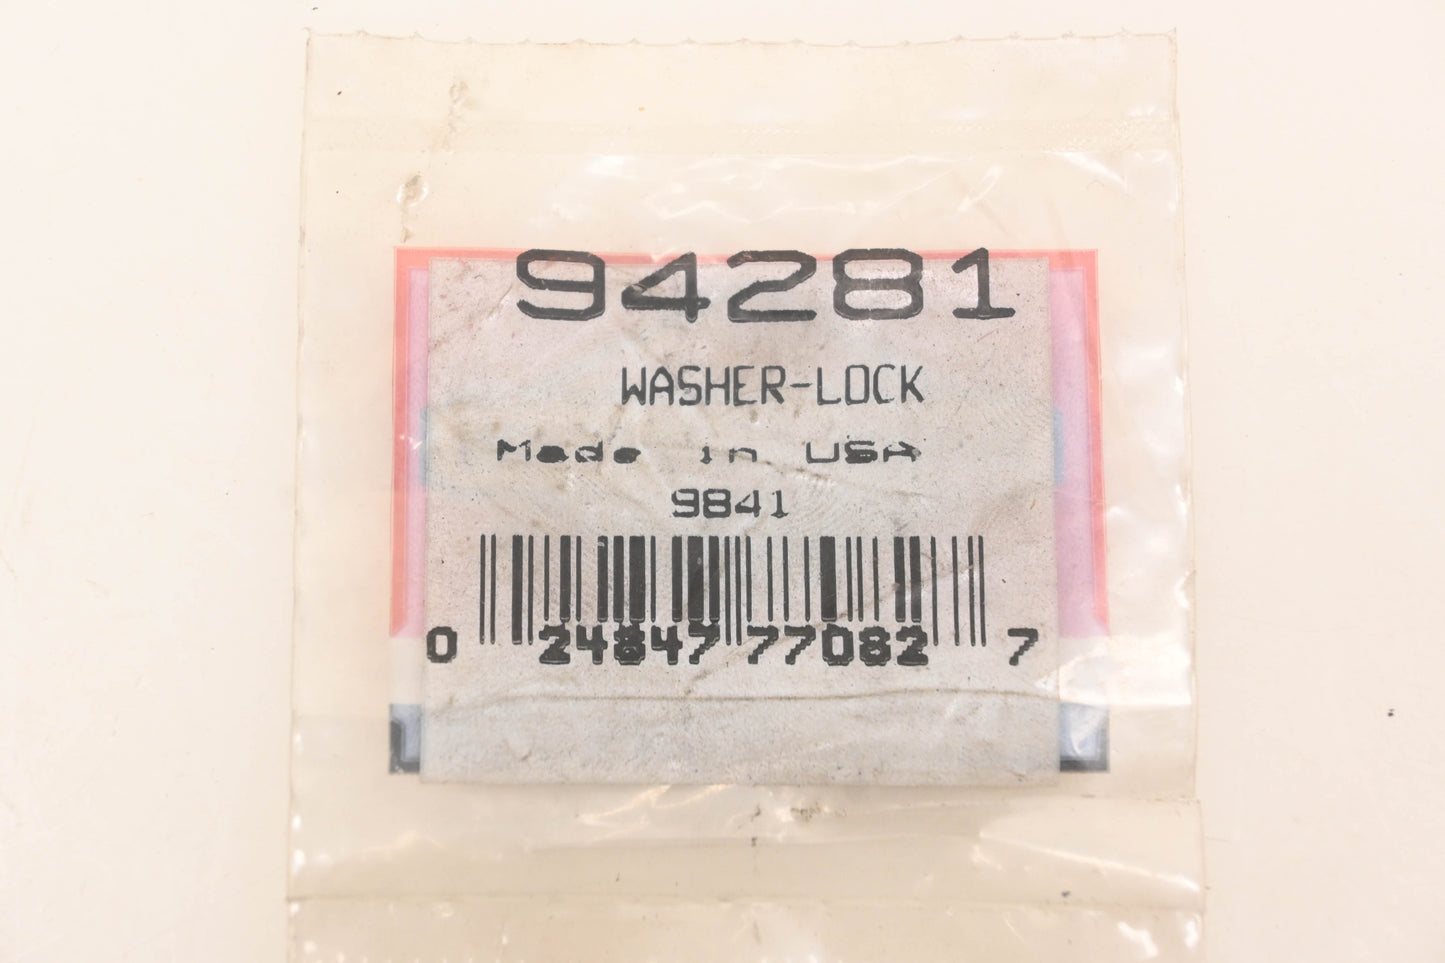 94281
WASHER-LOCK
Made in USA
9841
0 24847 77082 7